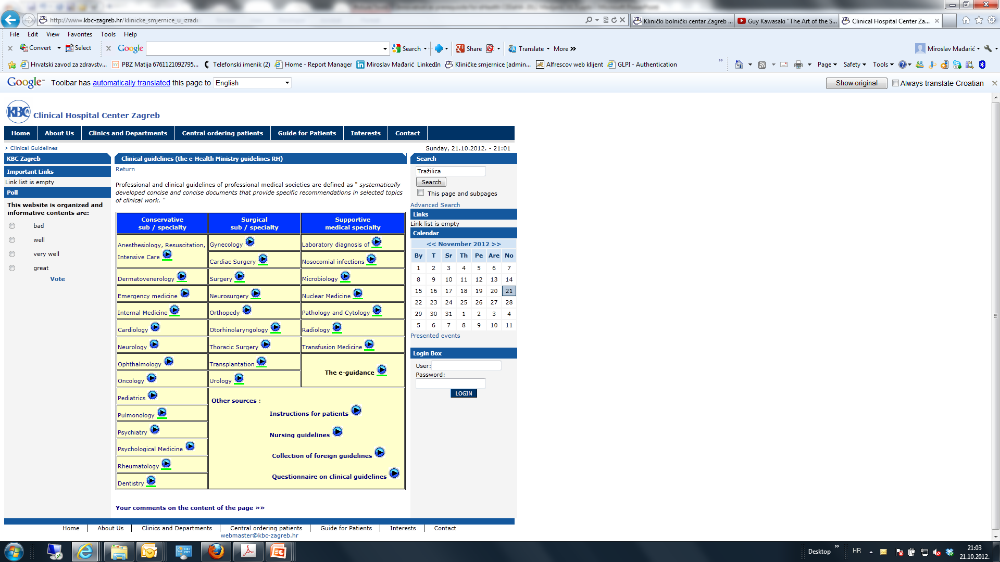 http://www.kbc-zagreb.hr/klinicke_smjernice_u_izradi
Klinički bolnički centar Zagreb ...
Guy Kawasaki "The Art of the S...
Clinical Hospital Center Za...
File Edit View Favorites Tools Help
x Convert Select x Google Search Share Translate More »
Miroslav Mađarić
Hrvatski zavod za zdravstv... PBZ Matija 6761121092795... Telefonski imenik (2) Home - Report Manager Miroslav Mađarić LinkedIn Kliničke smjernice [admin... Alfrescov web klijent GLPI - Authentication
Page Safety Tools
Google™ Toolbar has automatically translated this page to English
Show original Always translate Croatian
KBC Clinical Hospital Center Zagreb
Home About Us Clinics and Departments Central ordering patients Guide for Patients Interests Contact
> Clinical Guidelines
Sunday, 21.10.2012. - 21:01
KBC Zagreb
Important Links
Link list is empty
Poll
This website is organized and
informative contents are:
bad
well
very well
great
Vote
Clinical guidelines (the e-Health Ministry guidelines RH)
Return
Professional and clinical guidelines of professional medical societies are defined as " systematically
developed concise and concise documents that provide specific recommendations in selected topics
of clinical work. "
Conservative
sub / specialty
Surgical
sub / specialty
Supportive
medical specialty
Anesthesiology, Resuscitation,
Intensive Care
Gynecology
Laboratory diagnosis of
Cardiac Surgery
Nosocomial infections
Dermatovenerology
Surgery
Microbiology
Emergency medicine
Neurosurgery
Nuclear Medicine
Internal Medicine
Orthopedy
Pathology and Cytology
Cardiology
Otorhinolaryngology
Radiology
Neurology
Thoracic Surgery
Transfusion Medicine
Ophthalmology
Transplantation
The e-guidance
Oncology
Urology
Pediatrics
Pulmonology
Psychiatry
Psychological Medicine
Rheumatology
Dentistry
Other sources :
Instructions for patients
Nursing guidelines
Collection of foreign guidelines
Questionnaire on clinical guidelines
Your comments on the content of the page »»
Search
Tražilica
Search
This page and subpages
Advanced Search
Links
Link list is empty
Calendar
<< November 2012 >>
By T Sr Th Pe Are No
1 2 3 4 5 6 7
8 9 10 11 12 13 14
15 16 17 18 19 20 21
22 23 24 25 26 27 28
29 30 31 1 2 3 4
5 6 7 8 9 10 11
Presented events
Login Box
User:
Password:
LOGIN
Home About Us Clinics and Departments Central ordering patients Guide for Patients Interests Contact
webmaster@kbc-zagreb.hr
Desktop » HR
21:03
21.10.2012.